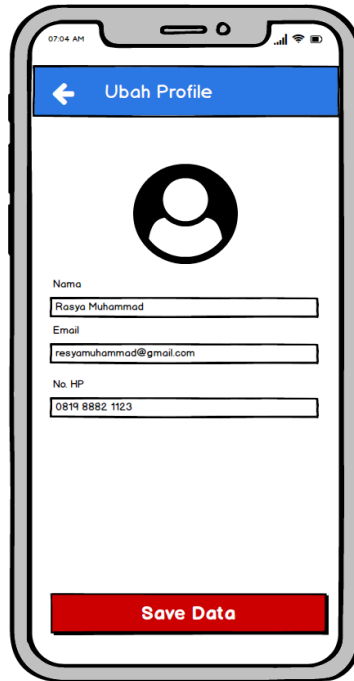 07:04 AM
Ubah Profile
Nama
Rasya Muhammad
Email
resyamuhammad@gmail.com
No. HP
0819 8882 1123
Save Data